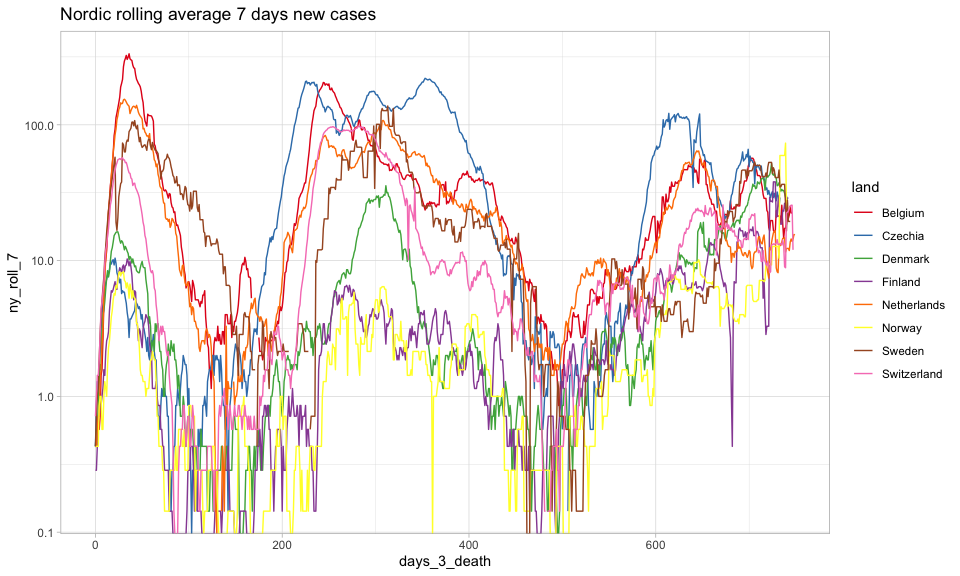 Nordic rolling average 7 days new cases
ny_roll_7
100.0
10.0
1.0
0.1
0
200
400
600
days_3_death
land
Belgium
Czechia
Denmark
Finland
Netherlands
Norway
Sweden
Switzerland